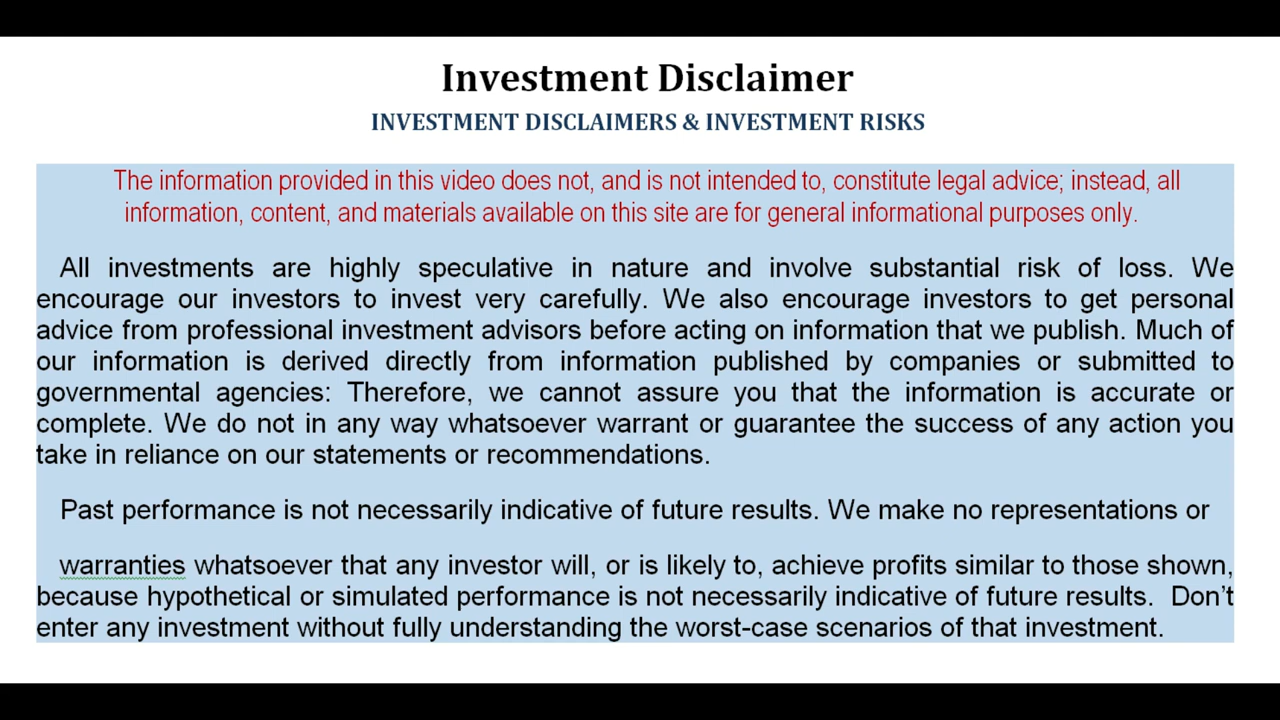 Investment Disclaimer
INVESTMENT DISCLAIMERS & INVESTMENT RISKS
The information provided in this video does not, and is not intended to, constitute legal advice; instead, all
information, content, and materials available on this site are for general informational purposes only.
All investments are highly speculative in nature and involve substantial risk of loss. We
encourage our investors to invest very carefully. We also encourage investors to get personal
advice from professional investment advisors before acting on information that we publish. Much of
our information is derived directly from information published by companies or submitted to
governmental agencies: Therefore, we cannot assure you that the information is accurate or
complete. We do not in any way whatsoever warrant or guarantee the success of any action you
take in reliance on our statements or recommendations.
Past performance is not necessarily indicative of future results. We make no representations or
warranties whatsoever that any investor will, or is likely to, achieve profits similar to those shown,
because hypothetical or simulated performance is not necessarily indicative of future results. Don’t
enter any investment without fully understanding the worst-case scenarios of that investment.